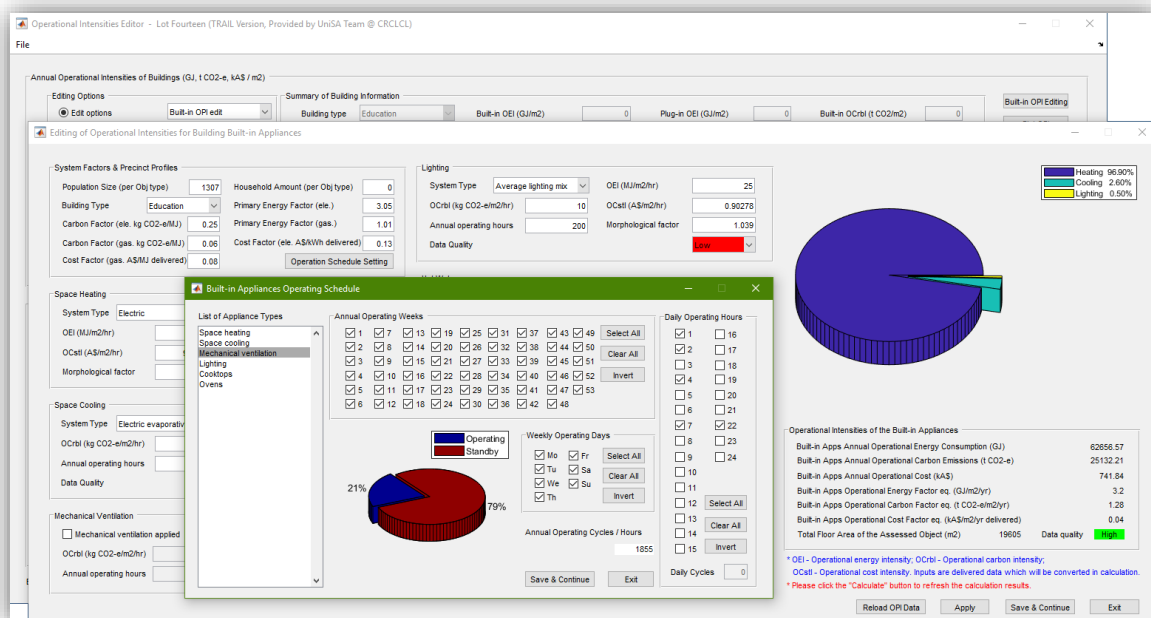 Operational Intensities Editor - Lot Fourteen (TRAIL Version, Provided by UniSA Team @ CRCLCL)
File
Annual Operational Intensities of Buildings (GJ, t CO2-e, kA$ / m2)
Editing Options
Edit options Built-in OPI edit
Summary of Building Information
Building type Education Built-in OEI (GJ/m2) 0 Plug-in OEI (GJ/m2) 0 Built-in OCrbl (t CO2/m2) 0
Built-in OPI Editing
Editing of Operational Intensities for Building Built-in Appliances
System Factors & Precinct Profiles
Population Size (per Obj type) 1307 Household Amount (per Obj type) 0
Building Type Education Primary Energy Factor (ele.) 3.05
Carbon Factor (ele. kg CO2-e/MJ) 0.25 Primary Energy Factor (gas.) 1.01
Carbon Factor (gas. kg CO2-e/MJ) 0.06 Cost Factor (ele. A$/kWh delivered) 0.13
Cost Factor (gas. A$/MJ delivered) 0.08 Operation Schedule Setting
Lighting
System Type Average lighting mix OEI (MJ/m2/hr) 25
OCrbl (kg CO2-e/m2/hr) 10 OCstI (A$/m2/hr) 0.90278
Annual operating hours 200 Morphological factor 1.039
Data Quality Low
Heating 96.90%
Cooling 2.60%
Lighting 0.50%
Space Heating
System Type Electric
OEI (MJ/m2/hr)
OCstI (A$/m2/hr)
Morphological factor
Space Cooling
System Type Electric evaporativ
OCrbl (kg CO2-e/m2/hr)
Annual operating hours
Data Quality
Mechanical Ventilation
Mechanical ventilation applied
OCrbl (kg CO2-e/m2/hr)
Annual operating hours
Built-in Appliances Operating Schedule
List of Appliance Types
Space heating
Space cooling
Mechanical ventilation
Lighting
Cooktops
Ovens
Annual Operating Weeks
1 7 13 19 25 31 37 43 49 Select All
2 8 14 20 26 32 38 44 50
3 9 15 21 27 33 39 45 51 Clear All
4 10 16 22 28 34 40 46 52 Invert
5 11 17 23 29 35 41 47 53
6 12 18 24 30 36 42 48
Operating
Standby
21%
79%
Weekly Operating Days
Mo Fr Select All
Tu Sa Clear All
We Su
Th Invert
Annual Operating Cycles / Hours
1855
Save & Continue Exit
Daily Operating Hours
1 16
2 17
3 18
4 19
5 20
6 21
7 22
8 23
9 24
10
11
12 Select All
13 Clear All
14
15 Invert
Daily Cycles 0
Operational Intensities of the Built-in Appliances
Built-in Apps Annual Operational Energy Consumption (GJ) 62656.57
Built-in Apps Annual Operational Carbon Emissions (t CO2-e) 25132.21
Built-in Apps Annual Operational Cost (kA$) 741.84
Built-in Apps Operational Energy Factor eq. (GJ/m2/yr) 3.2
Built-in Apps Operational Carbon Factor eq. (t CO2-e/m2/yr) 1.28
Built-in Apps Operational Cost Factor eq. (kA$/m2/yr delivered) 0.04
Total Floor Area of the Assessed Object (m2) 19605 Data quality High
* OEI - Operational energy intensity; OCrbl - Operational carbon intensity;
OCstI - Operational cost intensity. Inputs are delivered data which will be converted in calculation.
* Please click the "Calculate" button to refresh the calculation results.
Reload OPI Data Apply Save & Continue Exit